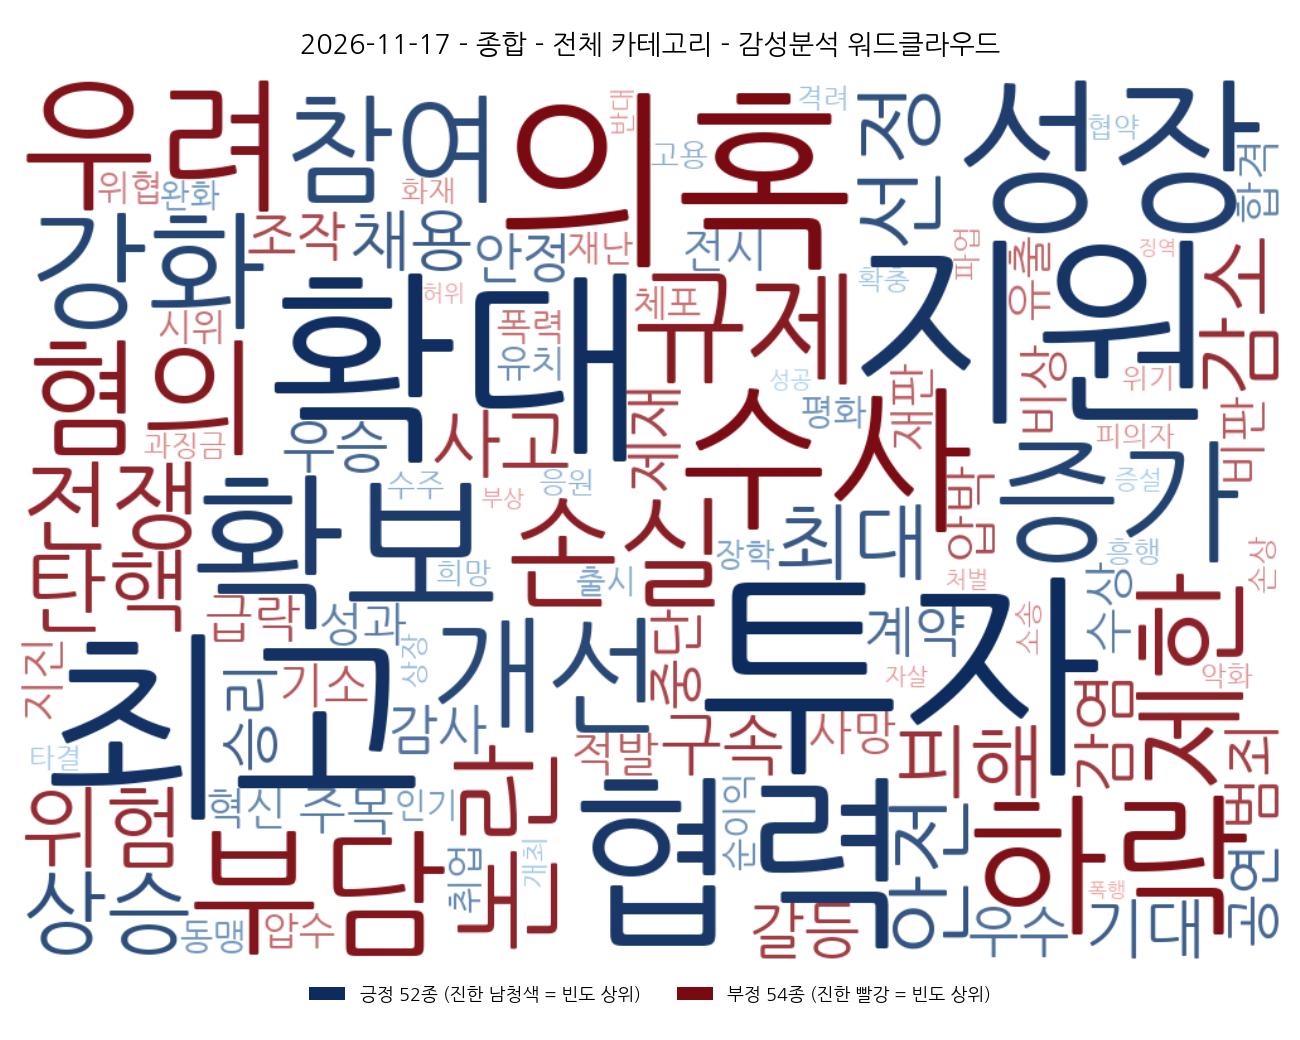 2026-11-17 - 종합 - 전체 카테고리 - 감성분석 워드클라우드
우려 참여 의혹 선정 성장
반대 격려 협약 합격
위협 완화 화재 고용
강화 조작 채용 안정 재난 전시
파업 유출 징역 감소
확대 허위 체포 규제 확충 지원
시위 폭력 유치
혐의 성공 평화 재판 비상 위기 비판
과징금 우승 사고 제재 수사 피의자
전쟁 수주 부상 응원 압박 증가 증설
확보 손실 장학 최대 흥행 손상
탄핵 희망 출시 처벌 수상
급락 성과 상장 개선 중단 투자 계약 소송 제한
지진 최고 승리 기소 감사 자살 악화
타결 적발 구속 사망 피해 감염 범죄
위험 혁신 주목 인기 논란 협력 순이익 안전 하락
상승 동맹 부담 압수 취업 개최 갈등 우수 폭행 기대 공연
긍정 52종 (진한 남청색 = 빈도 상위) 부정 54종 (진한 빨강 = 빈도 상위)